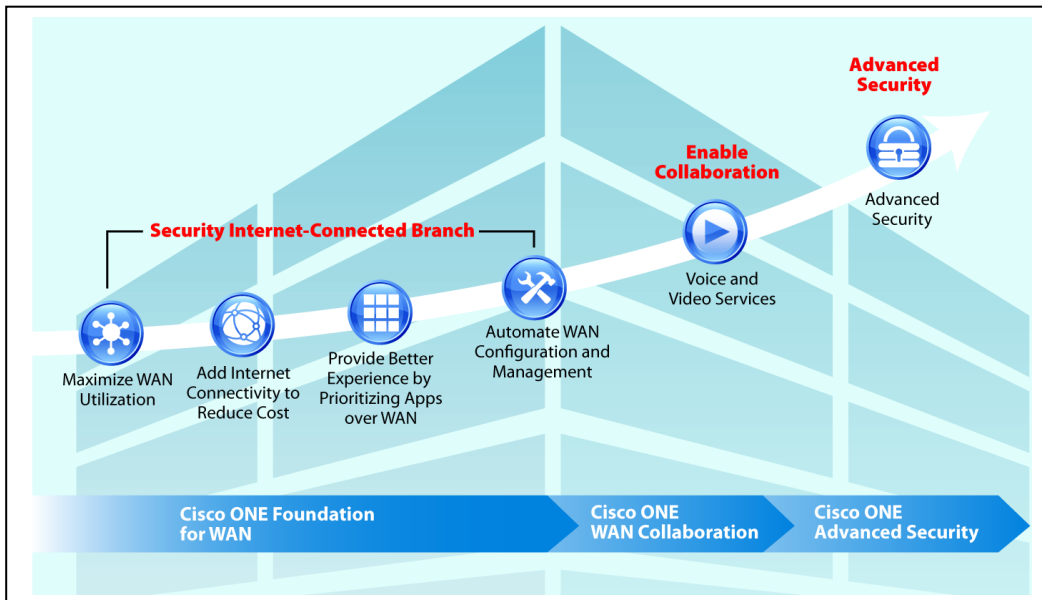 Advanced
Security
Enable
Collaboration
Advanced
Security
Security Internet-Connected Branch
Voice and
Video Services
Automate WAN
Configuration and
Management
Provide Better
Experience by
Prioritizing Apps
over WAN
Add Internet
Connectivity to
Reduce Cost
Maximize WAN
Utilization
Cisco ONE Foundation
for WAN
Cisco ONE
WAN Collaboration
Cisco ONE
Advanced Security